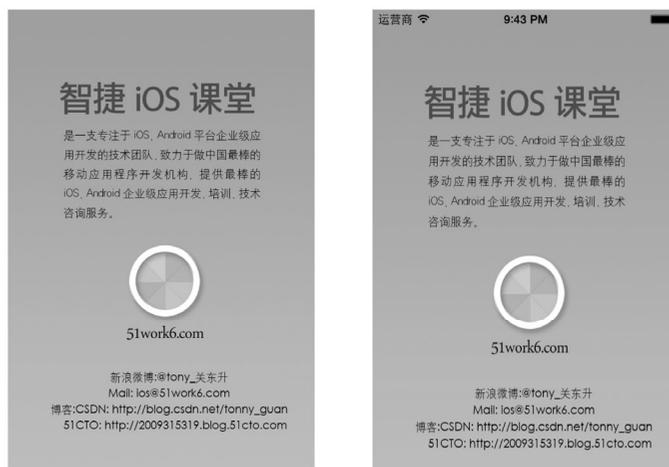 智捷 iOS 课堂
是一支专注于 iOS、Android 平台企业级应
用开发的技术团队，致力于做中国最棒的
移动应用程序开发机构，提供最棒的
iOS、Android 企业级应用开发、培训、技术
咨询服务。
51work6.com
新浪微博:@tony_关东升
Mail: ios@51work6.com
博客:CSDN: http://blog.csdn.net/tonny_guan
51CTO: http://2009315319.blog.51cto.com
运营商 9:43 PM
智捷 iOS 课堂
是一支专注于 iOS、Android 平台企业级应
用开发的技术团队，致力于做中国最棒的
移动应用程序开发机构，提供最棒的
iOS、Android 企业级应用开发、培训、技术
咨询服务。
51work6.com
新浪微博:@tony_关东升
Mail: ios@51work6.com
博客:CSDN: http://blog.csdn.net/tonny_guan
51CTO: http://2009315319.blog.51cto.com